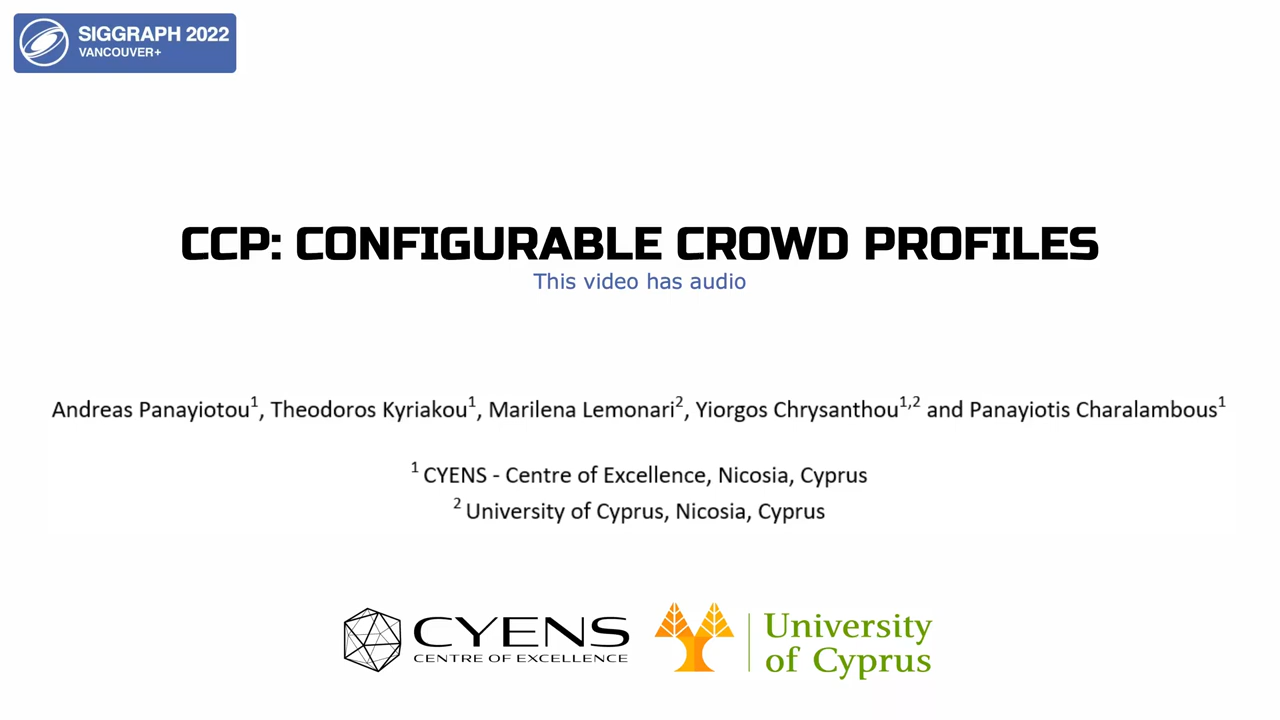 SIGGRAPH 2022
VANCOUVER+
CCP: CONFIGURABLE CROWD PROFILES
This video has audio
Andreas Panayiotou¹, Theodoros Kyriakou¹, Marilena Lemonari², Yiorgos Chrysanthou¹,² and Panayiotis Charalambous¹
¹ CYENS - Centre of Excellence, Nicosia, Cyprus
² University of Cyprus, Nicosia, Cyprus
CYENS
CENTRE OF EXCELLENCE
University
of Cyprus